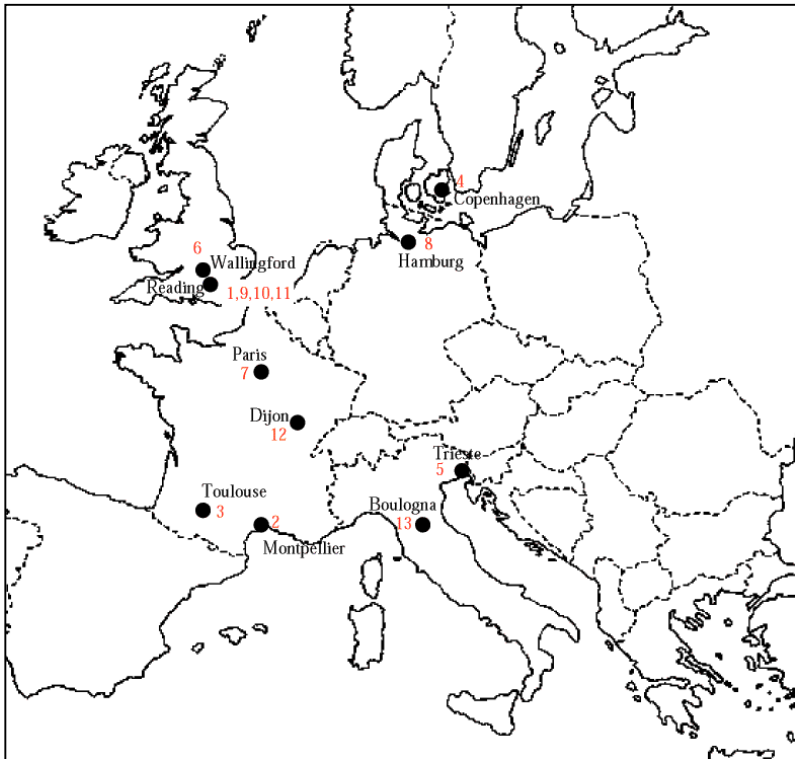 4
Copenhagen
8
Hamburg
6
Wallingford
Reading
1,9,10,11
Paris
7
Dijon
12
Trieste
5
Toulouse
3
Boulogna
13
2
Montpellier